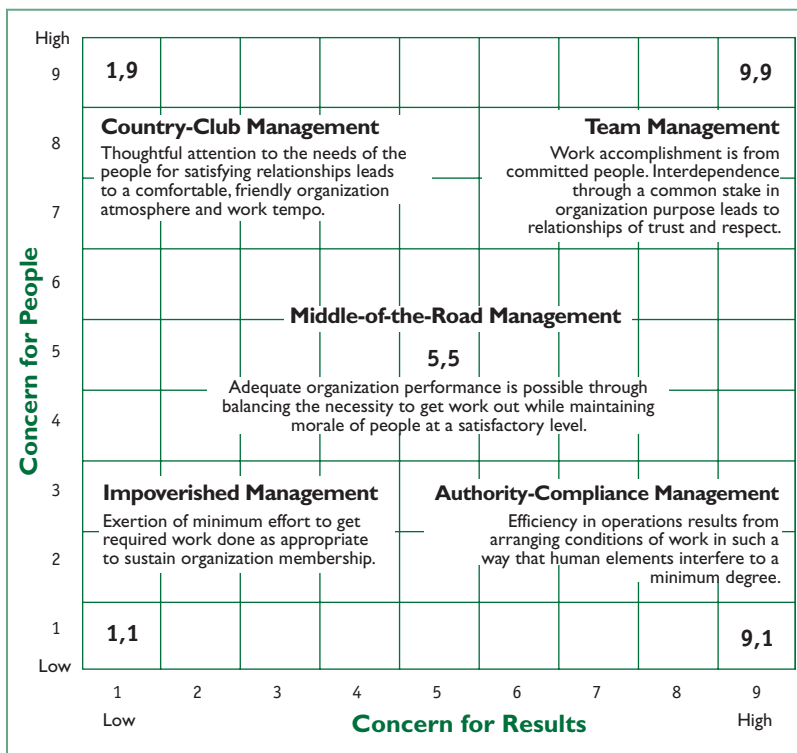 High
9
1,9
9,9
Country-Club Management
Thoughtful attention to the needs of the
people for satisfying relationships leads
to a comfortable, friendly organization
atmosphere and work tempo.
Team Management
Work accomplishment is from
committed people. Interdependence
through a common stake in
organization purpose leads to
relationships of trust and respect.
8
7
6
Concern for People
Middle-of-the-Road Management
5
5,5
Adequate organization performance is possible through
balancing the necessity to get work out while maintaining
morale of people at a satisfactory level.
4
3
Impoverished Management
Exertion of minimum effort to get
required work done as appropriate
to sustain organization membership.
Authority-Compliance Management
Efficiency in operations results from
arranging conditions of work in such a
way that human elements interfere to a
minimum degree.
2
1
1,1
9,1
Low
1 2 3 4 5 6 7 8 9
Low
High
Concern for Results